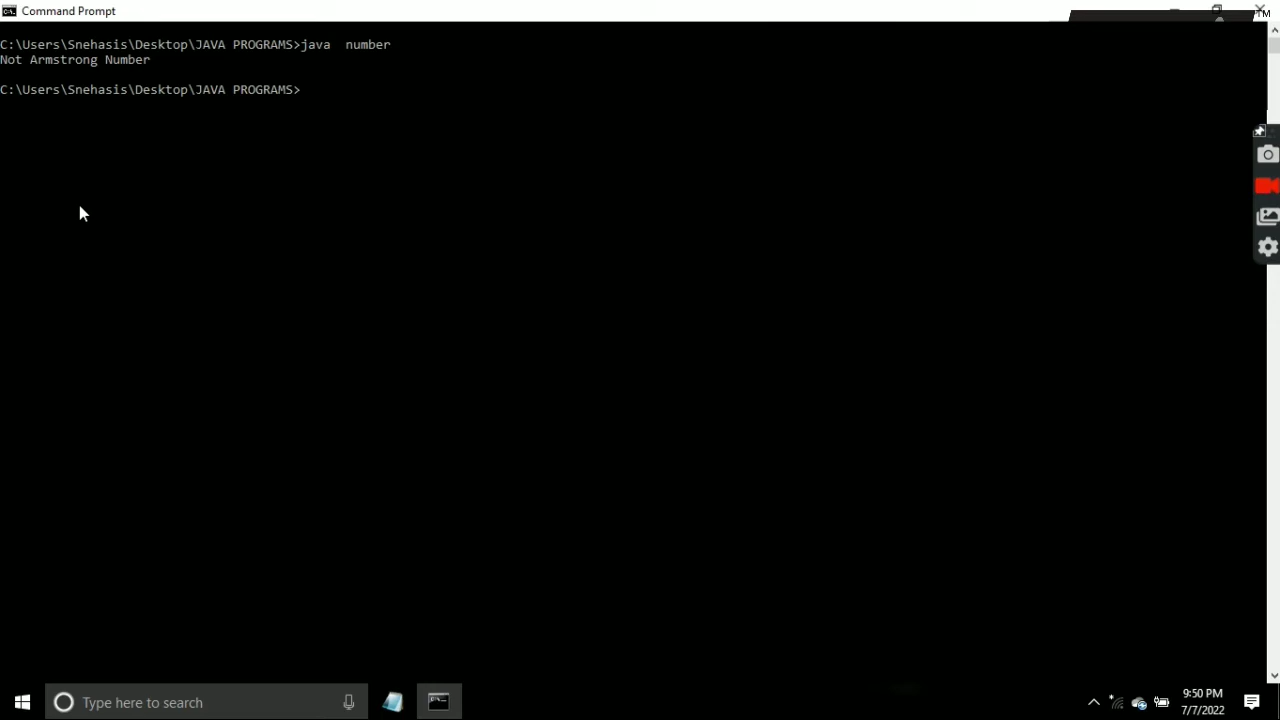 Command Prompt
TM
C:\Users\Snehasis\Desktop\JAVA PROGRAMS>java  number
Not Armstrong Number
C:\Users\Snehasis\Desktop\JAVA PROGRAMS>
Type here to search
9:50 PM
7/7/2022